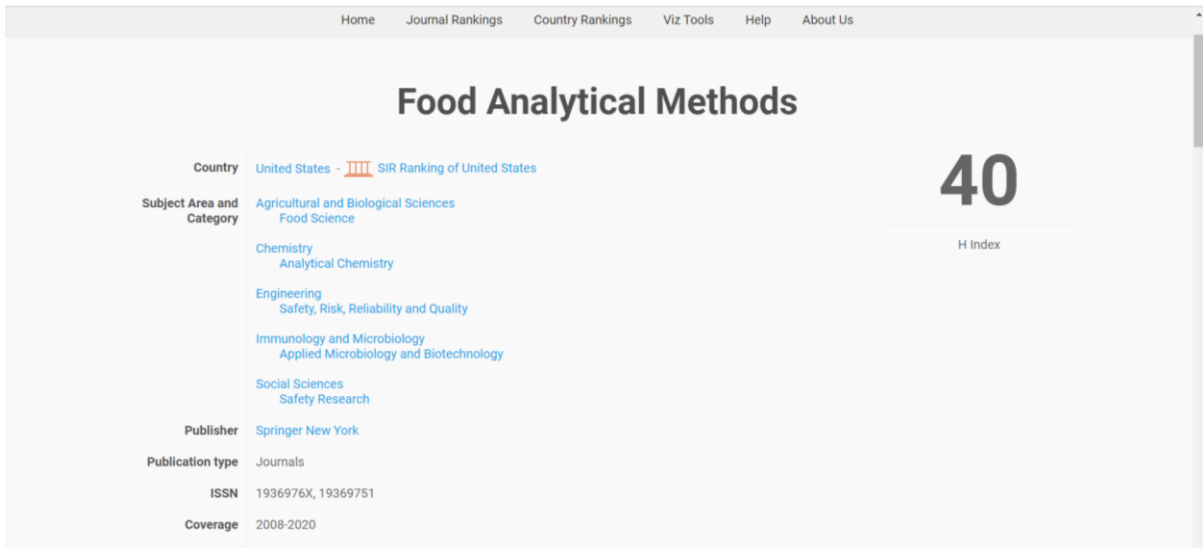 Home Journal Rankings Country Rankings Viz Tools Help About Us
Food Analytical Methods
Country United States - SIR Ranking of United States
Subject Area and Category
Agricultural and Biological Sciences
Food Science
Chemistry
Analytical Chemistry
Engineering
Safety, Risk, Reliability and Quality
Immunology and Microbiology
Applied Microbiology and Biotechnology
Social Sciences
Safety Research
Publisher Springer New York
Publication type Journals
ISSN 1936976X, 19369751
Coverage 2008-2020
40
H Index